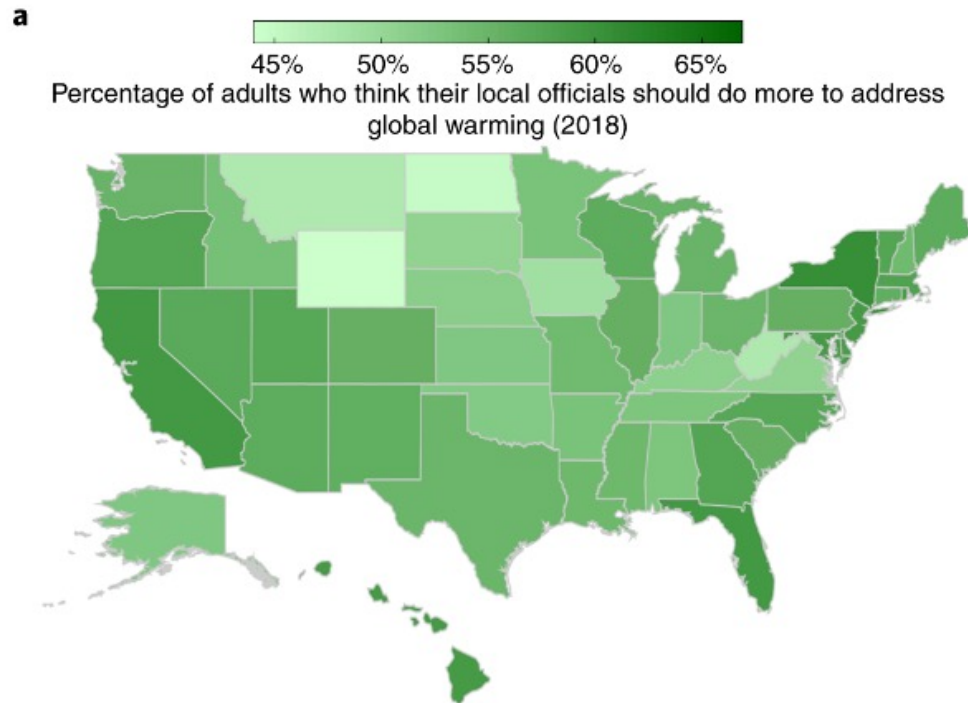 a
45% 50% 55% 60% 65%
Percentage of adults who think their local officials should do more to address
global warming (2018)